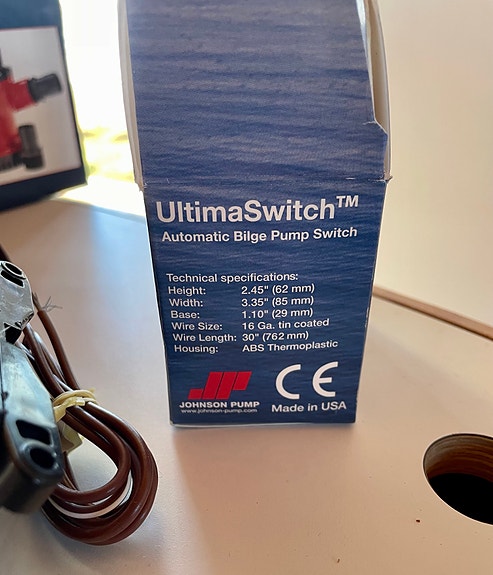 UltimaSwitch™
Automatic Bilge Pump Switch
Technical specifications:
Height: 2.45" (62 mm)
Width: 3.35" (85 mm)
Base: 1.10" (29 mm)
Wire Size: 16 Ga. tin coated
Wire Length: 30" (762 mm)
Housing: ABS Thermoplastic
JOHNSON PUMP
www.johnson-pump.com
CE
Made in USA